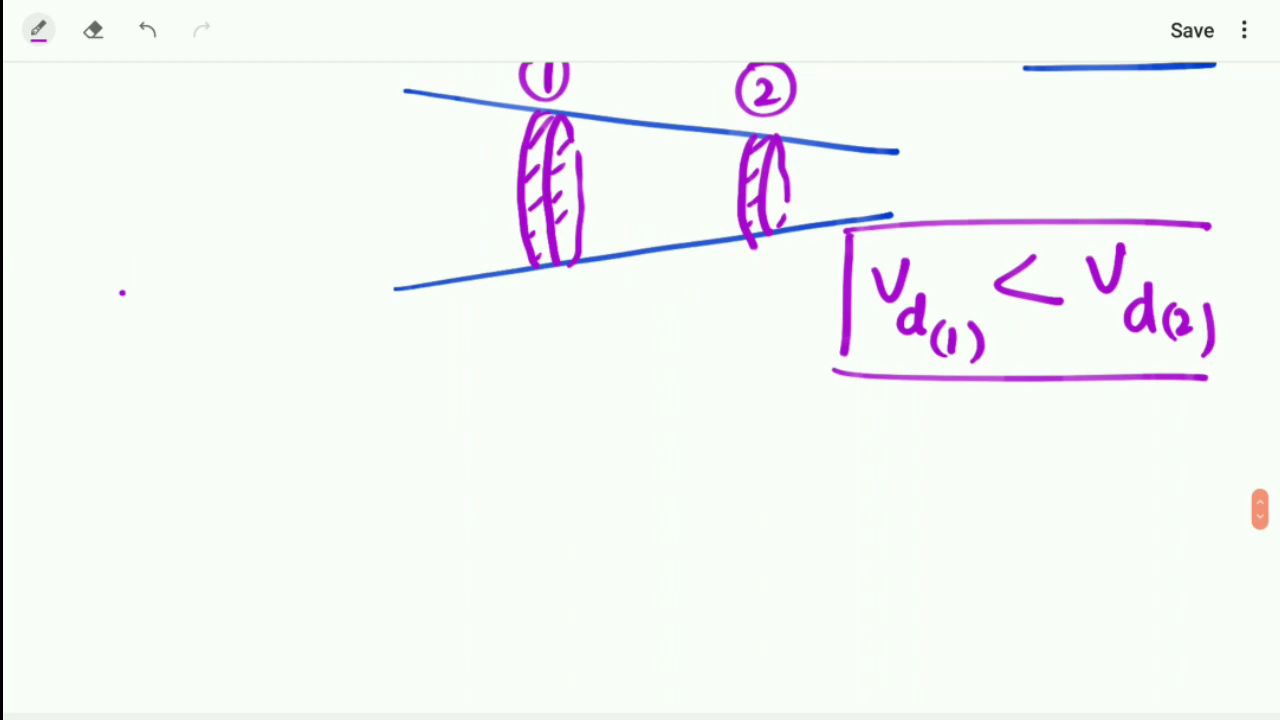 Save
① ②
V_d(1) < V_d(2)